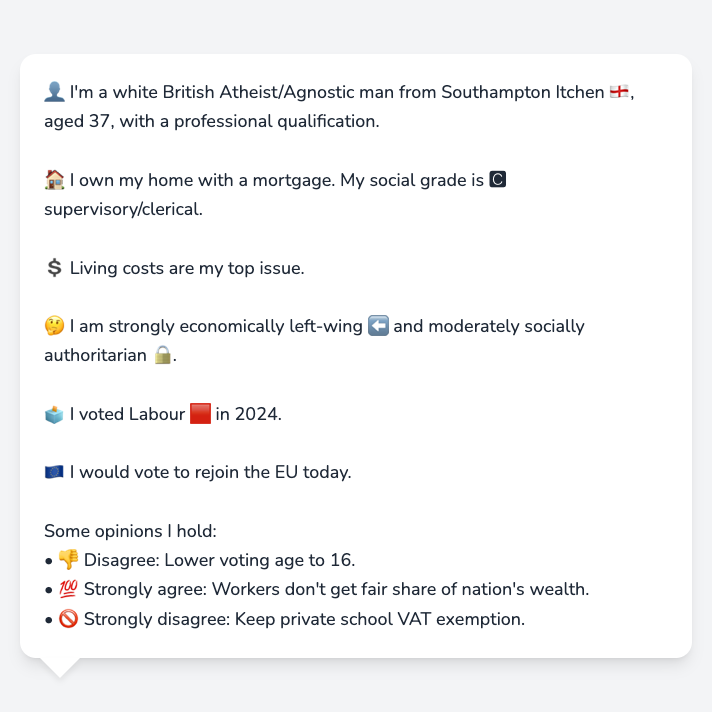 👤 I'm a white British Atheist/Agnostic man from Southampton Itchen 🏴󠁧󠁢󠁥󠁮󠁧󠁿,
aged 37, with a professional qualification.
🏠 I own my home with a mortgage. My social grade is 🅲
supervisory/clerical.
💲 Living costs are my top issue.
🤔 I am strongly economically left-wing ⬅️ and moderately socially
authoritarian 🔒.
🗳️ I voted Labour 🟥 in 2024.
🇪🇺 I would vote to rejoin the EU today.
Some opinions I hold:
• 👎 Disagree: Lower voting age to 16.
• 💯 Strongly agree: Workers don't get fair share of nation's wealth.
• 🚫 Strongly disagree: Keep private school VAT exemption.